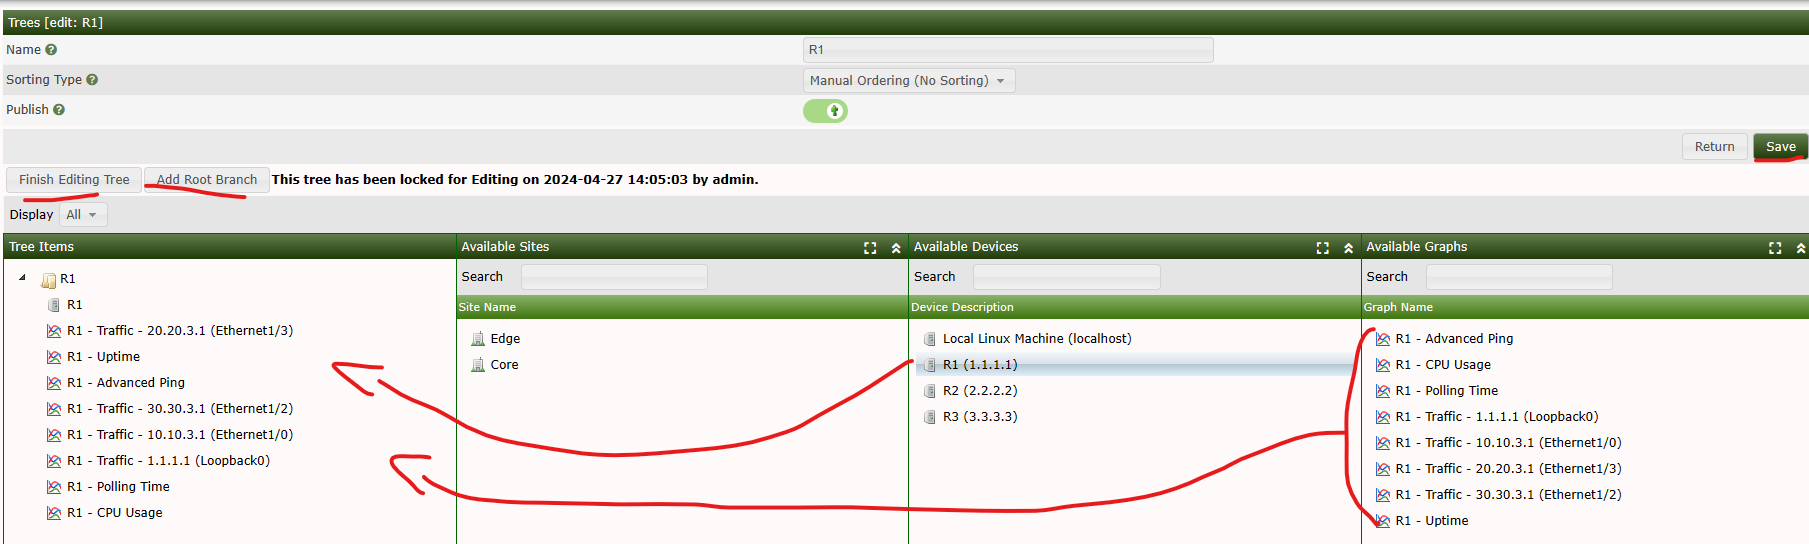 Trees [edit: R1]
Name
R1
Sorting Type
Manual Ordering (No Sorting)
Publish
Return
Save
Finish Editing Tree
Add Root Branch
This tree has been locked for Editing on 2024-04-27 14:05:03 by admin.
Display
All
Tree Items
R1
R1
R1 - Traffic - 20.20.3.1 (Ethernet1/3)
R1 - Uptime
R1 - Advanced Ping
R1 - Traffic - 30.30.3.1 (Ethernet1/2)
R1 - Traffic - 10.10.3.1 (Ethernet1/0)
R1 - Traffic - 1.1.1.1 (Loopback0)
R1 - Polling Time
R1 - CPU Usage
Available Sites
Search
Site Name
Edge
Core
Available Devices
Search
Device Description
Local Linux Machine (localhost)
R1 (1.1.1.1)
R2 (2.2.2.2)
R3 (3.3.3.3)
Available Graphs
Search
Graph Name
R1 - Advanced Ping
R1 - CPU Usage
R1 - Polling Time
R1 - Traffic - 1.1.1.1 (Loopback0)
R1 - Traffic - 10.10.3.1 (Ethernet1/0)
R1 - Traffic - 20.20.3.1 (Ethernet1/3)
R1 - Traffic - 30.30.3.1 (Ethernet1/2)
R1 - Uptime